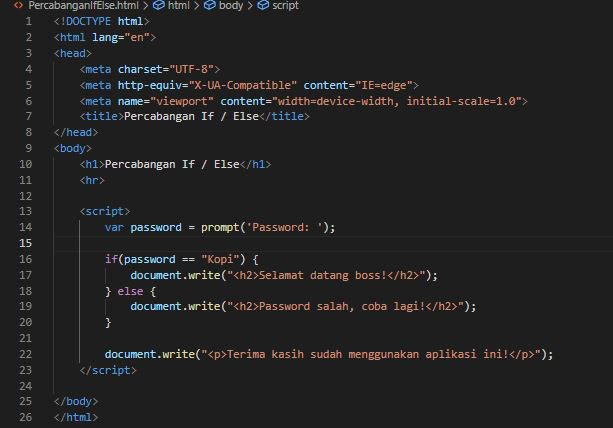 PercabanganIfElse.html > html > body > script
1 <!DOCTYPE html>
2 <html lang="en">
3 <head>
4 <meta charset="UTF-8">
5 <meta http-equiv="X-UA-Compatible" content="IE=edge">
6 <meta name="viewport" content="width=device-width, initial-scale=1.0">
7 <title>Percabangan If / Else</title>
8 </head>
9 <body>
10 <h1>Percabangan If / Else</h1>
11 <hr>
12
13 <script>
14 var password = prompt('Password: ');
15
16 if(password == "Kopi") {
17 document.write("<h2>Selamat datang boss!</h2>");
18 } else {
19 document.write("<h2>Password salah, coba lagi!</h2>");
20 }
21
22 document.write("<p>Terima kasih sudah menggunakan aplikasi ini!</p>");
23 </script>
24
25 </body>
26 </html>